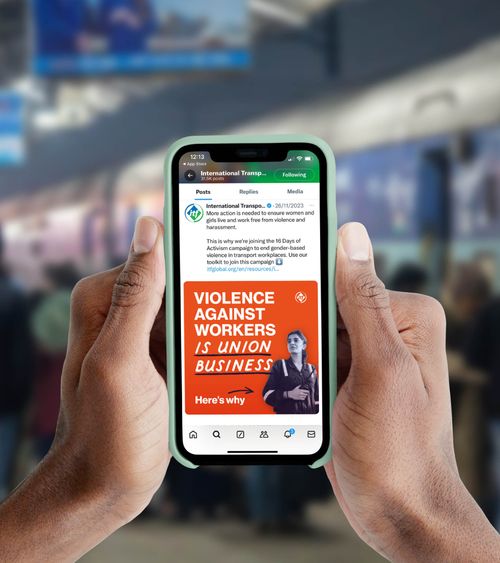 12:13
App Store
International Transp...
31.5K posts
Following
Posts Replies Media
International Transpo... · 26/11/2023 ...
More action is needed to ensure women and
girls live and work free from violence and
harassment.
This is why we're joining the 16 Days of
Activism campaign to end gender-based
violence in transport workplaces. Use our
toolkit to join this campaign ⬇️
itfglobal.org/en/resources/i...
itf
VIOLENCE
AGAINST
WORKERS
IS UNION
BUSINESS
Here's why